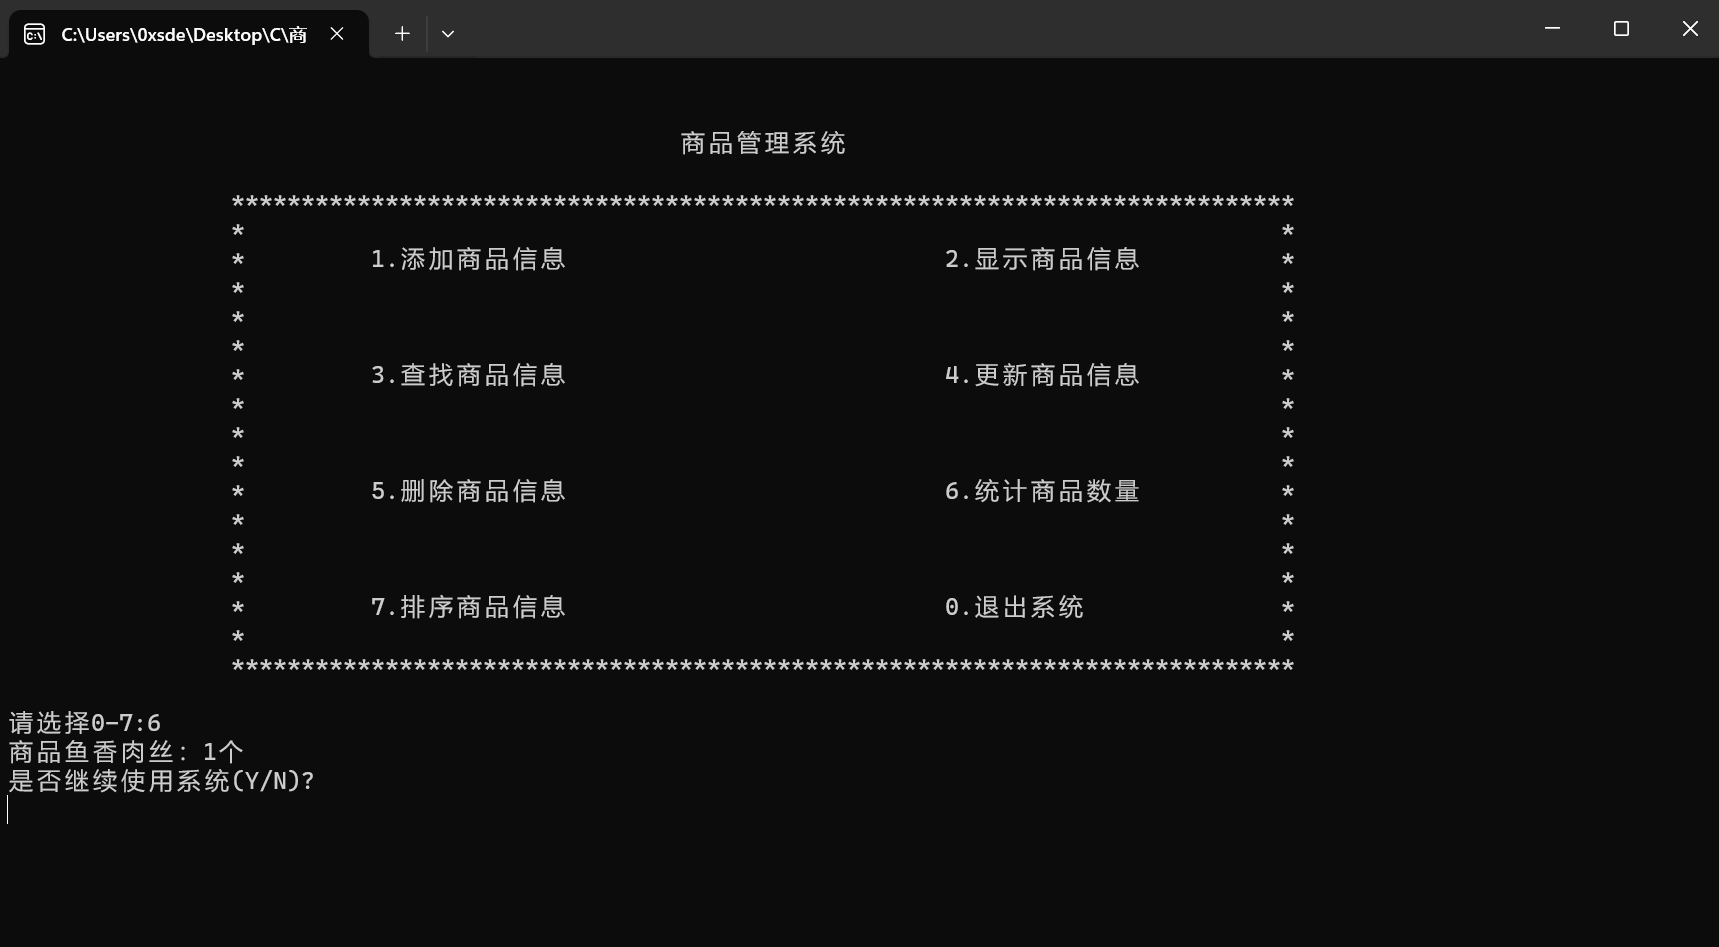 C:\Users\0xsde\Desktop\C\商
商品管理系统
****************************************************************************
* *
* 1.添加商品信息 2.显示商品信息 *
* *
* *
* *
* 3.查找商品信息 4.更新商品信息 *
* *
* *
* *
* 5.删除商品信息 6.统计商品数量 *
* *
* *
* *
* 7.排序商品信息 0.退出系统 *
* *
****************************************************************************
请选择0-7:6
商品鱼香肉丝: 1个
是否继续使用系统(Y/N)?